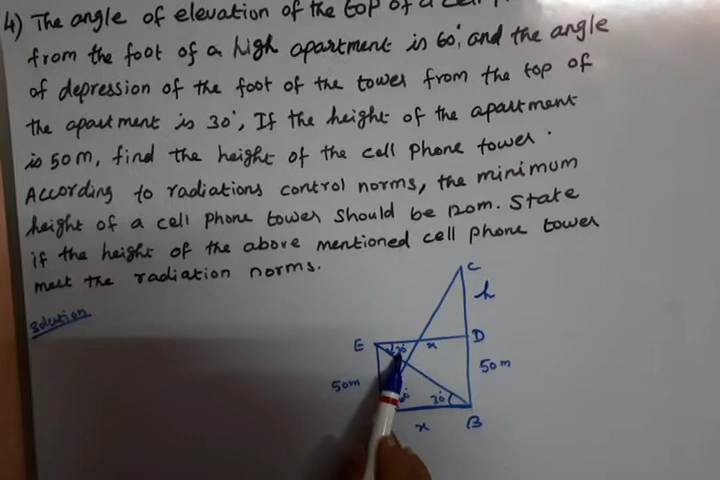 4) The angle of elevation of the top of a cell
from the foot of a high apartment is 60°, and the angle
of depression of the foot of the tower from the top of
the apartment is 30°, If the height of the apartment
is 50m, find the height of the cell phone tower.
According to radiations control norms, the minimum
height of a cell phone tower should be 120m. State
if the height of the above mentioned cell phone tower
meet the radiation norms.
Solution
C
h
E 30° x D
50m 50m
30°
x B